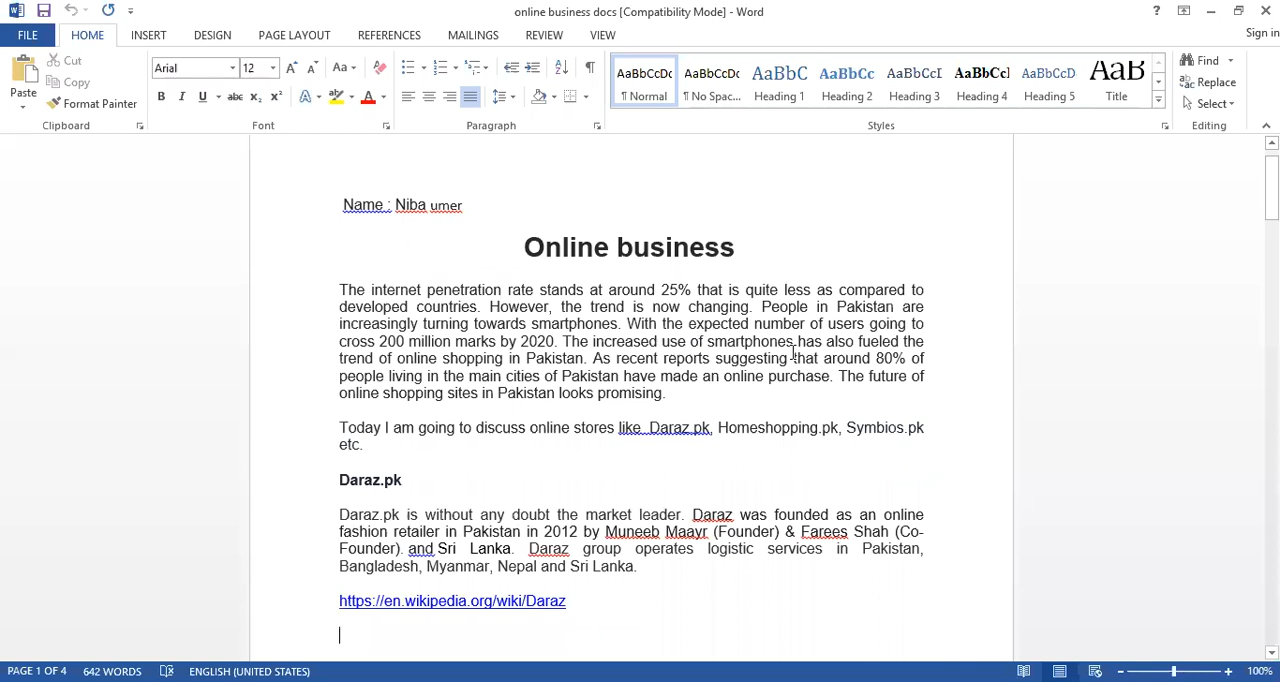 online business docs [Compatibility Mode] - Word
?
Sign in
FILE HOME INSERT DESIGN PAGE LAYOUT REFERENCES MAILINGS REVIEW VIEW
Paste
Cut
Copy
Format Painter
Clipboard
Arial 12
Font
Paragraph
AaBbCcDc AaBbCcDc AaBbC AaBbCc AaBbCcI AaBbCcI AaBbCcD AaB
¶ Normal ¶ No Spac... Heading 1 Heading 2 Heading 3 Heading 4 Heading 5 Title
Styles
Find
Replace
Select
Editing
Name : Niba umer
Online business
The internet penetration rate stands at around 25% that is quite less as compared to
developed countries. However, the trend is now changing. People in Pakistan are
increasingly turning towards smartphones. With the expected number of users going to
cross 200 million marks by 2020. The increased use of smartphones has also fueled the
trend of online shopping in Pakistan. As recent reports suggesting that around 80% of
people living in the main cities of Pakistan have made an online purchase. The future of
online shopping sites in Pakistan looks promising.
Today I am going to discuss online stores like Daraz.pk, Homeshopping.pk, Symbios.pk
etc.
Daraz.pk
Daraz.pk is without any doubt the market leader. Daraz was founded as an online
fashion retailer in Pakistan in 2012 by Muneeb Maayr (Founder) & Farees Shah (Co-
Founder). and Sri Lanka. Daraz group operates logistic services in Pakistan,
Bangladesh, Myanmar, Nepal and Sri Lanka.
https://en.wikipedia.org/wiki/Daraz
PAGE 1 OF 4 642 WORDS ENGLISH (UNITED STATES) 100%